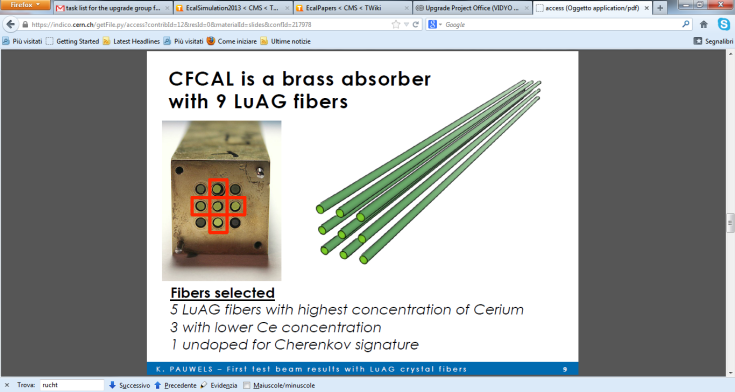 Firefox
task list for the upgrade group f...
EcalSimulation2013 < CMS < T...
EcalPapers < CMS < TWiki
Upgrade Project Office (VIDYO ...
access (Oggetto application/pdf)
https://indico.cern.ch/getFile.py/access?contribId=12&resId=0&materialId=slides&confId=217978
Google
Più visitati
Getting Started
Latest Headlines
Più visitati
Come iniziare
Ultime notizie
Segnalibri
CFCAL is a brass absorber
with 9 LuAG fibers
Fibers selected
5 LuAG fibers with highest concentration of Cerium
3 with lower Ce concentration
1 undoped for Cherenkov signature
K. PAUWELS – First test beam results with LuAG crystal fibers 9
Trova: rucht Successivo Precedente Evidenzia Maiuscole/minuscole